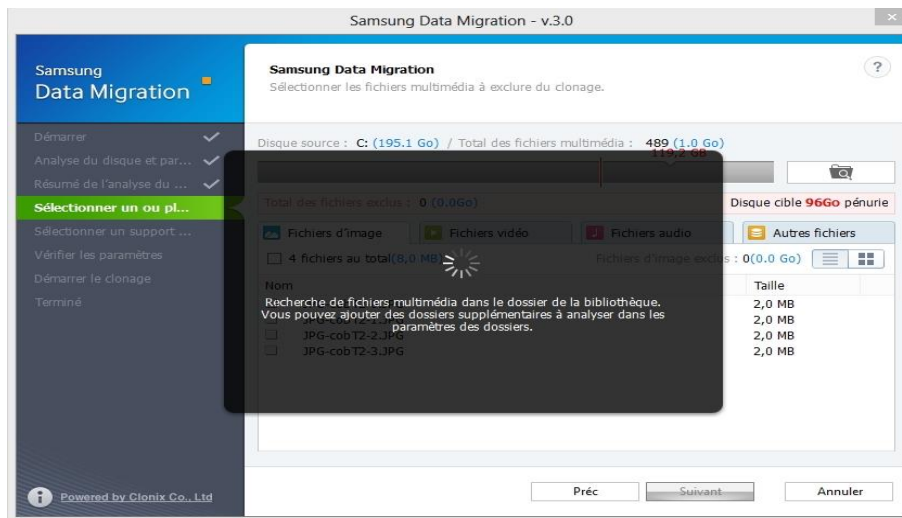 Samsung Data Migration - v.3.0
Samsung
Data Migration
Samsung Data Migration
Sélectionner les fichiers multimédia à exclure du clonage.
?
Démarrer
Analyse du disque et par...
Résumé de l'analyse du ...
Sélectionner un ou pl...
Sélectionner un support ...
Vérifier les paramètres
Démarrer le clonage
Terminé
Disque source : C: (195.1 Go) / Total des fichiers multimédia : 489 (1.0 Go)
119,2 GB
Total des fichiers exclus : 0 (0.0Go)
Disque cible 96Go pénurie
Fichiers d'image
Fichiers vidéo
Fichiers audio
Autres fichiers
4 fichiers au total(8,0 MB)
Fichiers d'image exclus : 0(0.0 Go)
Nom
Taille
Recherche de fichiers multimédia dans le dossier de la bibliothèque.
Vous pouvez ajouter des dossiers supplémentaires à analyser dans les
paramètres des dossiers.
2,0 MB
JPG-cobT2-1.JPG
2,0 MB
JPG-cobT2-2.JPG
2,0 MB
JPG-cobT2-3.JPG
2,0 MB
Powered by Clonix Co., Ltd
Préc
Suivant
Annuler